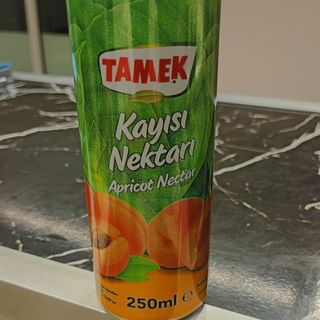 TAMEK
Kayısı
Nektarı
Apricot Nectar
250ml e